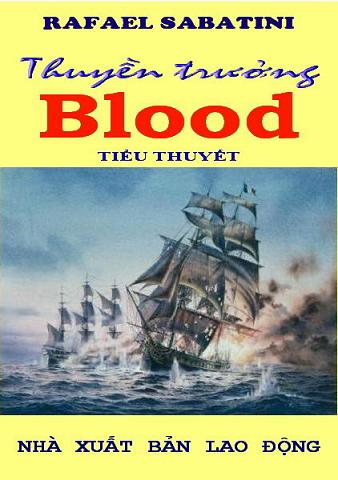 RAFAEL SABATINI
Thuyền trưởng
Blood
TIỂU THUYẾT
NHÀ XUẤT BẢN LAO ĐỘNG